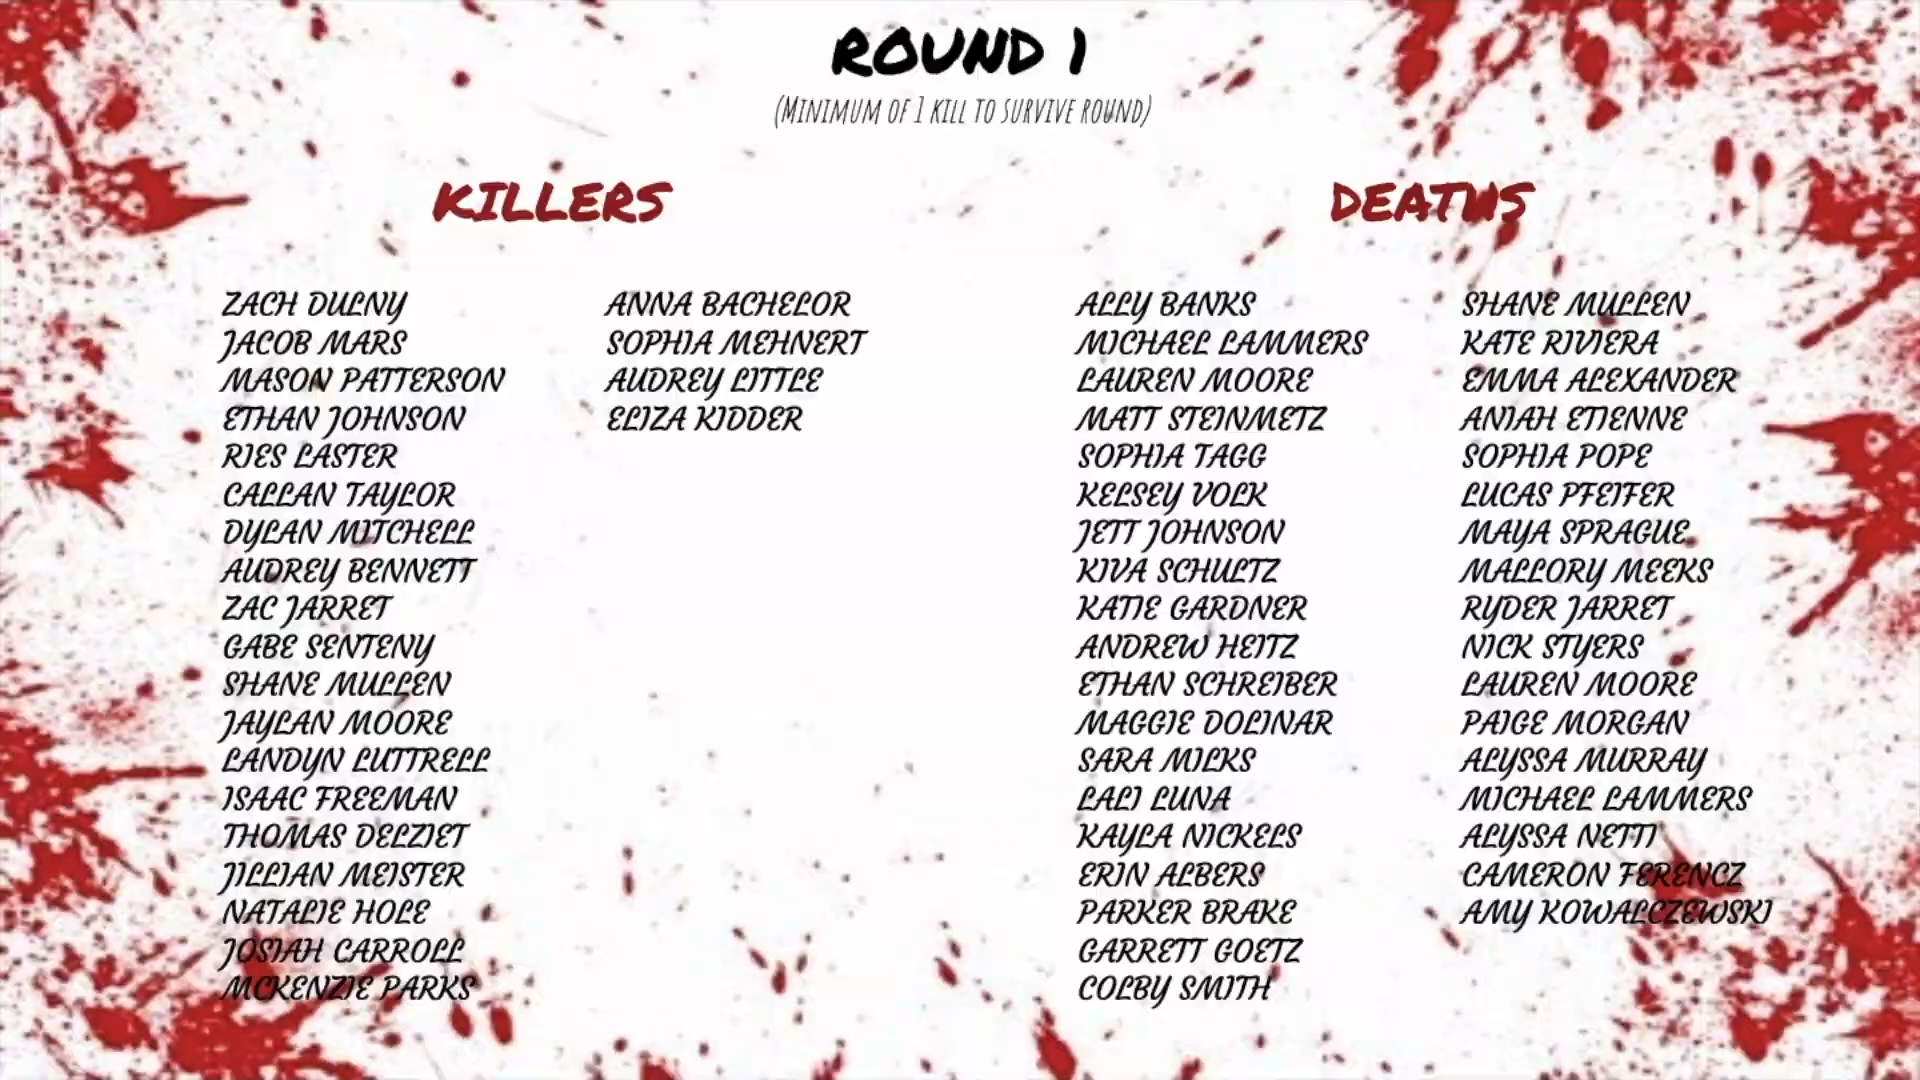 ROUND 1
(MINIMUM OF 1 KILL TO SURVIVE ROUND)
KILLERS
ZACH DULNY
JACOB MARS
MASON PATTERSON
ETHAN JOHNSON
RIES LASTER
CALLAN TAYLOR
DYLAN MITCHELL
AUDREY BENNETT
ZAC JARRET
GABE SENTENY
SHANE MULLEN
JAYLAN MOORE
LANDYN LUTTRELL
ISAAC FREEMAN
THOMAS DELZIET
JILLIAN MEISTER
NATALIE HOLE
JOSIAH CARROLL
MCKENZIE PARKS
ANNA BACHELOR
SOPHIA MEHNERT
AUDREY LITTLE
ELIZA KIDDER
DEATHS
ALLY BANKS
MICHAEL LAMMERS
LAUREN MOORE
MATT STEINMETZ
SOPHIA TAGG
KELSEY VOLK
JETT JOHNSON
KIVA SCHULTZ
KATIE GARDNER
ANDREW HEITZ
ETHAN SCHREIBER
MAGGIE DOLINAR
SARA MILKS
LALI LUNA
KAYLA NICKELS
ERIN ALBERS
PARKER BRAKE
GARRETT GOETZ
COLBY SMITH
SHANE MULLEN
KATE RIVIERA
EMMA ALEXANDER
ANIAH ETIENNE
SOPHIA POPE
LUCAS PFEIFER
MAYA SPRAGUE
MALLORY MEEKS
RYDER JARRET
NICK STYERS
LAUREN MOORE
PAIGE MORGAN
ALYSSA MURRAY
MICHAEL LAMMERS
ALYSSA NETTI
CAMERON FERENCZ
AMY KOWALCZEWSKI